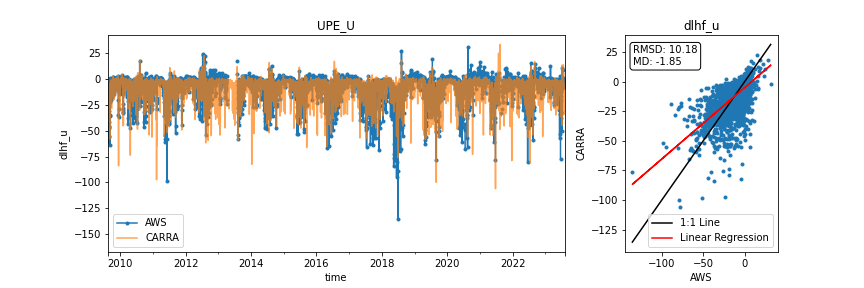 UPE_U
dlhf_u
25
0
−25
−50
−75
−100
−125
−150
dlhf_u
AWS
CARRA
2010
2012
2014
2016
2018
2020
2022
time
25
0
−25
−50
−75
−100
−125
CARRA
RMSD: 10.18
MD: -1.85
1:1 Line
Linear Regression
−100
−50
0
AWS